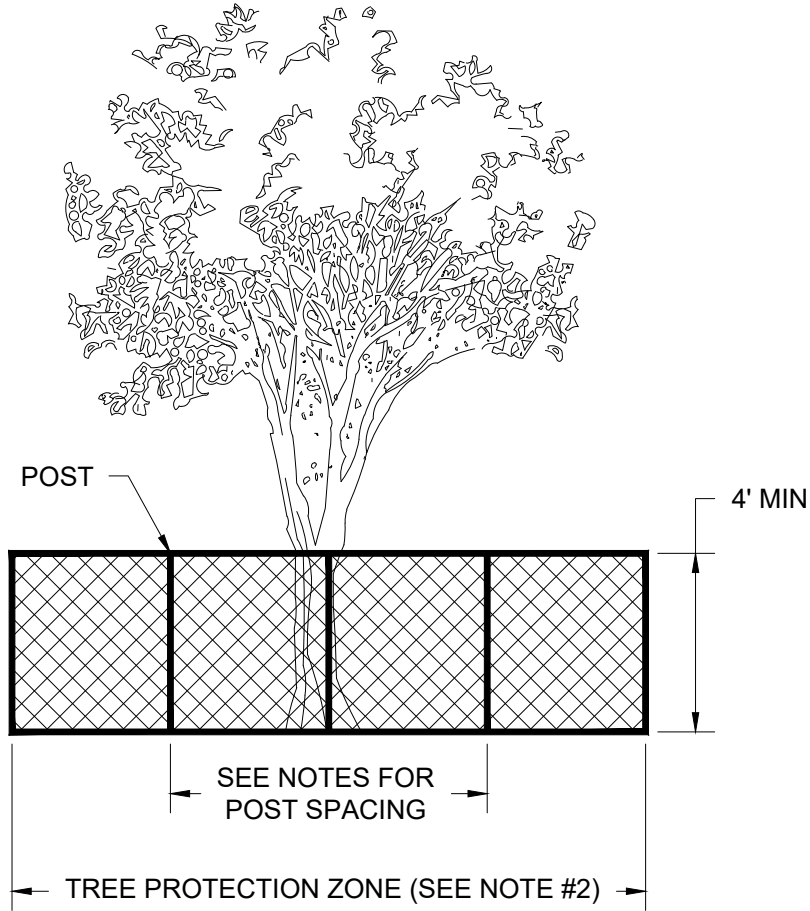 POST
4' MIN
SEE NOTES FOR
POST SPACING
TREE PROTECTION ZONE (SEE NOTE #2)